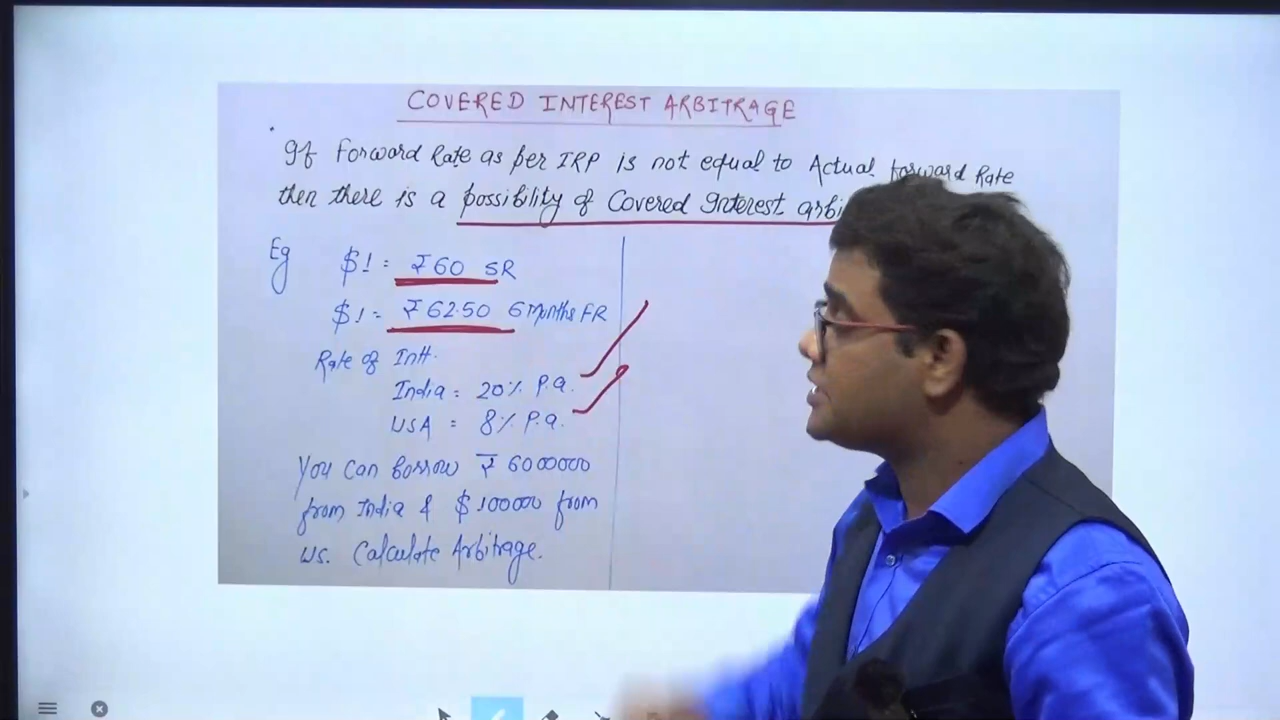 COVERED INTEREST ARBITRAGE
If Forward Rate as per IRP is not equal to Actual forward Rate
then there is a possibility of Covered Interest
Eg $1 = ₹60 SR
$1 = ₹62.50 6 months FR
Rate of Intt.
India = 20% P.a.
USA = 8% P.a.
You can borrow ₹6000000
from India & $100000 from
US. Calculate Arbitrage.